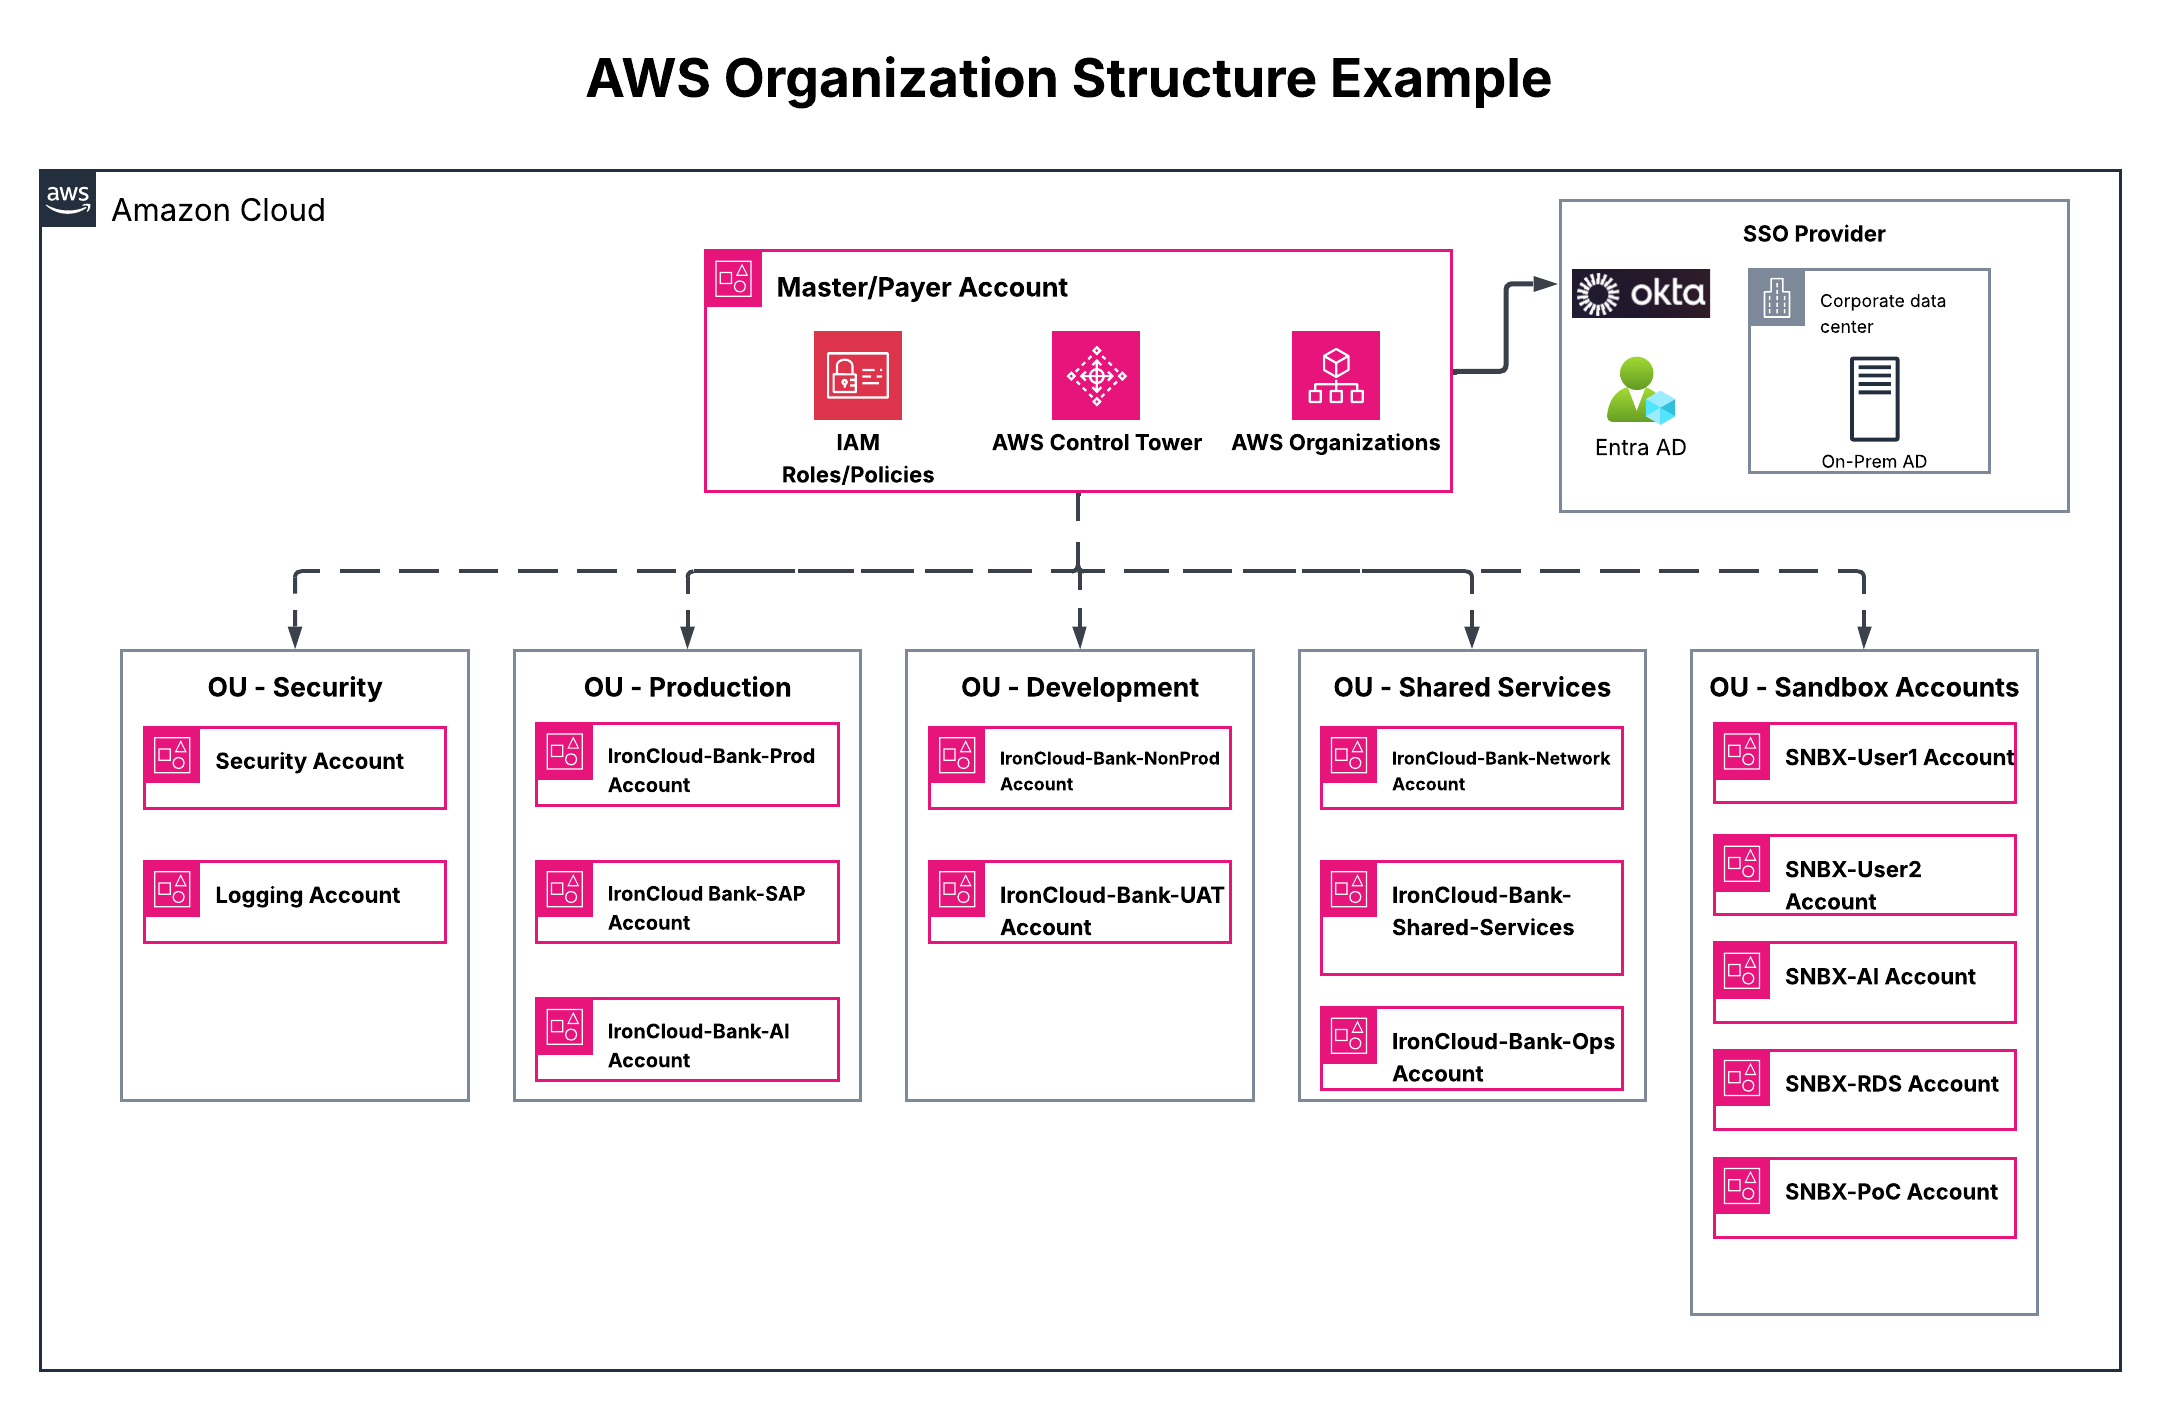 AWS Organization Structure Example
aws
Amazon Cloud
Master/Payer Account
IAM
Roles/Policies
AWS Control Tower
AWS Organizations
SSO Provider
okta
Entra AD
Corporate data
center
On-Prem AD
OU - Security
Security Account
Logging Account
OU - Production
IronCloud-Bank-Prod
Account
IronCloud Bank-SAP
Account
IronCloud-Bank-AI
Account
OU - Development
IronCloud-Bank-NonProd
Account
IronCloud-Bank-UAT
Account
OU - Shared Services
IronCloud-Bank-Network
Account
IronCloud-Bank-
Shared-Services
IronCloud-Bank-Ops
Account
OU - Sandbox Accounts
SNBX-User1 Account
SNBX-User2
Account
SNBX-AI Account
SNBX-RDS Account
SNBX-PoC Account